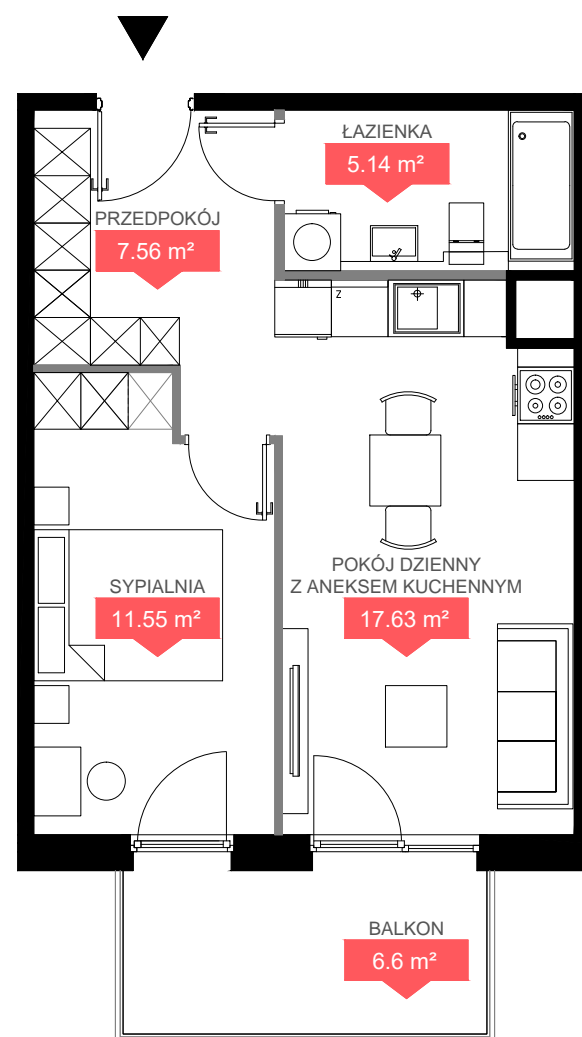 ŁAZIENKA
5.14 m²
PRZEDPOKÓJ
7.56 m²
Z
POKÓJ DZIENNY
Z ANEKSEM KUCHENNYM
17.63 m²
SYPIALNIA
11.55 m²
BALKON
6.6 m²